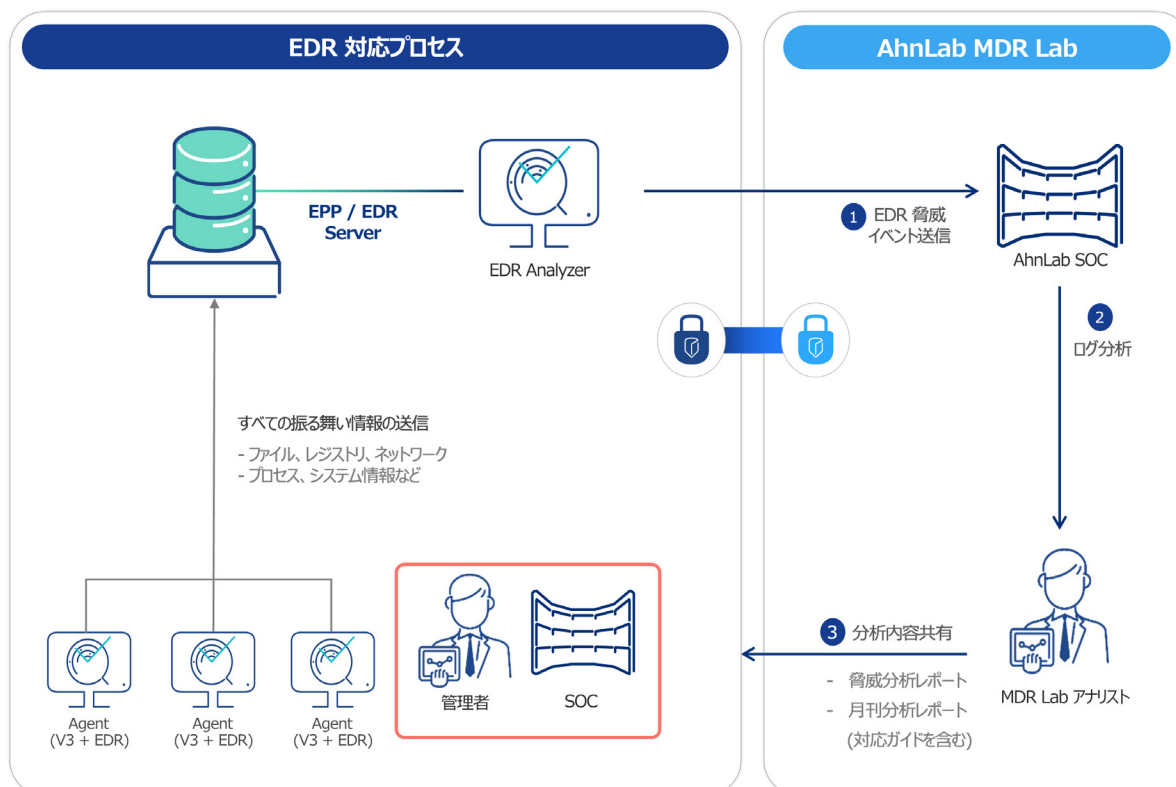 EDR 対応プロセス
AhnLab MDR Lab
EPP / EDR
Server
EDR Analyzer
1 EDR 脅威
イベント送信
AhnLab SOC
2
ログ分析
すべての振る舞い情報の送信
- ファイル、レジストリ、ネットワーク
- プロセス、システム情報など
Agent
(V3 + EDR)
Agent
(V3 + EDR)
Agent
(V3 + EDR)
管理者
SOC
3 分析内容共有
- 脅威分析レポート
- 月刊分析レポート
(対応ガイドを含む)
MDR Lab アナリスト